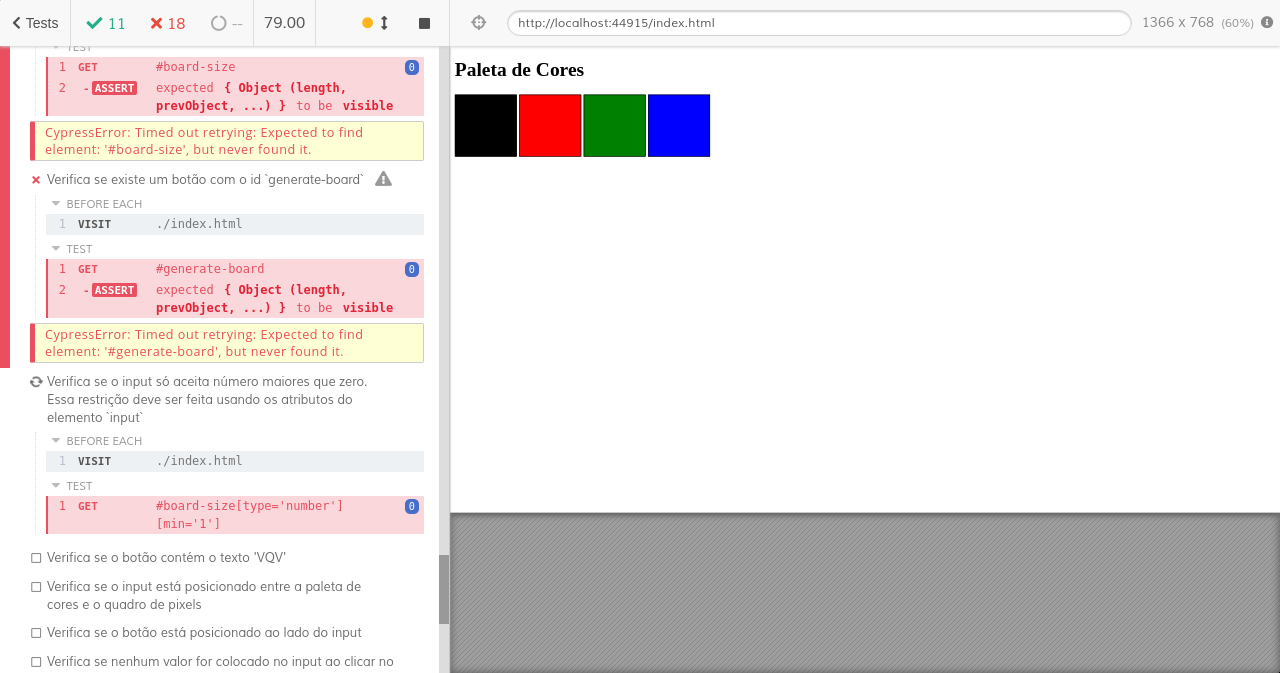 Tests 11 18 -- 79.00
http://localhost:44915/index.html 1366 x 768 (60%)
TEST
1 GET #board-size 0
2 -ASSERT expected { Object (length,
prevObject, ...) } to be visible
CypressError: Timed out retrying: Expected to find
element: '#board-size', but never found it.
Verifica se existe um botão com o id `generate-board`
BEFORE EACH
1 VISIT ./index.html
TEST
1 GET #generate-board 0
2 -ASSERT expected { Object (length,
prevObject, ...) } to be visible
CypressError: Timed out retrying: Expected to find
element: '#generate-board', but never found it.
Verifica se o input só aceita número maiores que zero.
Essa restrição deve ser feita usando os atributos do
elemento `input`
BEFORE EACH
1 VISIT ./index.html
TEST
1 GET #board-size[type='number'] 0
[min='1']
Verifica se o botão contém o texto 'VQV'
Verifica se o input está posicionado entre a paleta de
cores e o quadro de pixels
Verifica se o botão está posicionado ao lado do input
Verifica se nenhum valor for colocado no input ao clicar no
Paleta de Cores